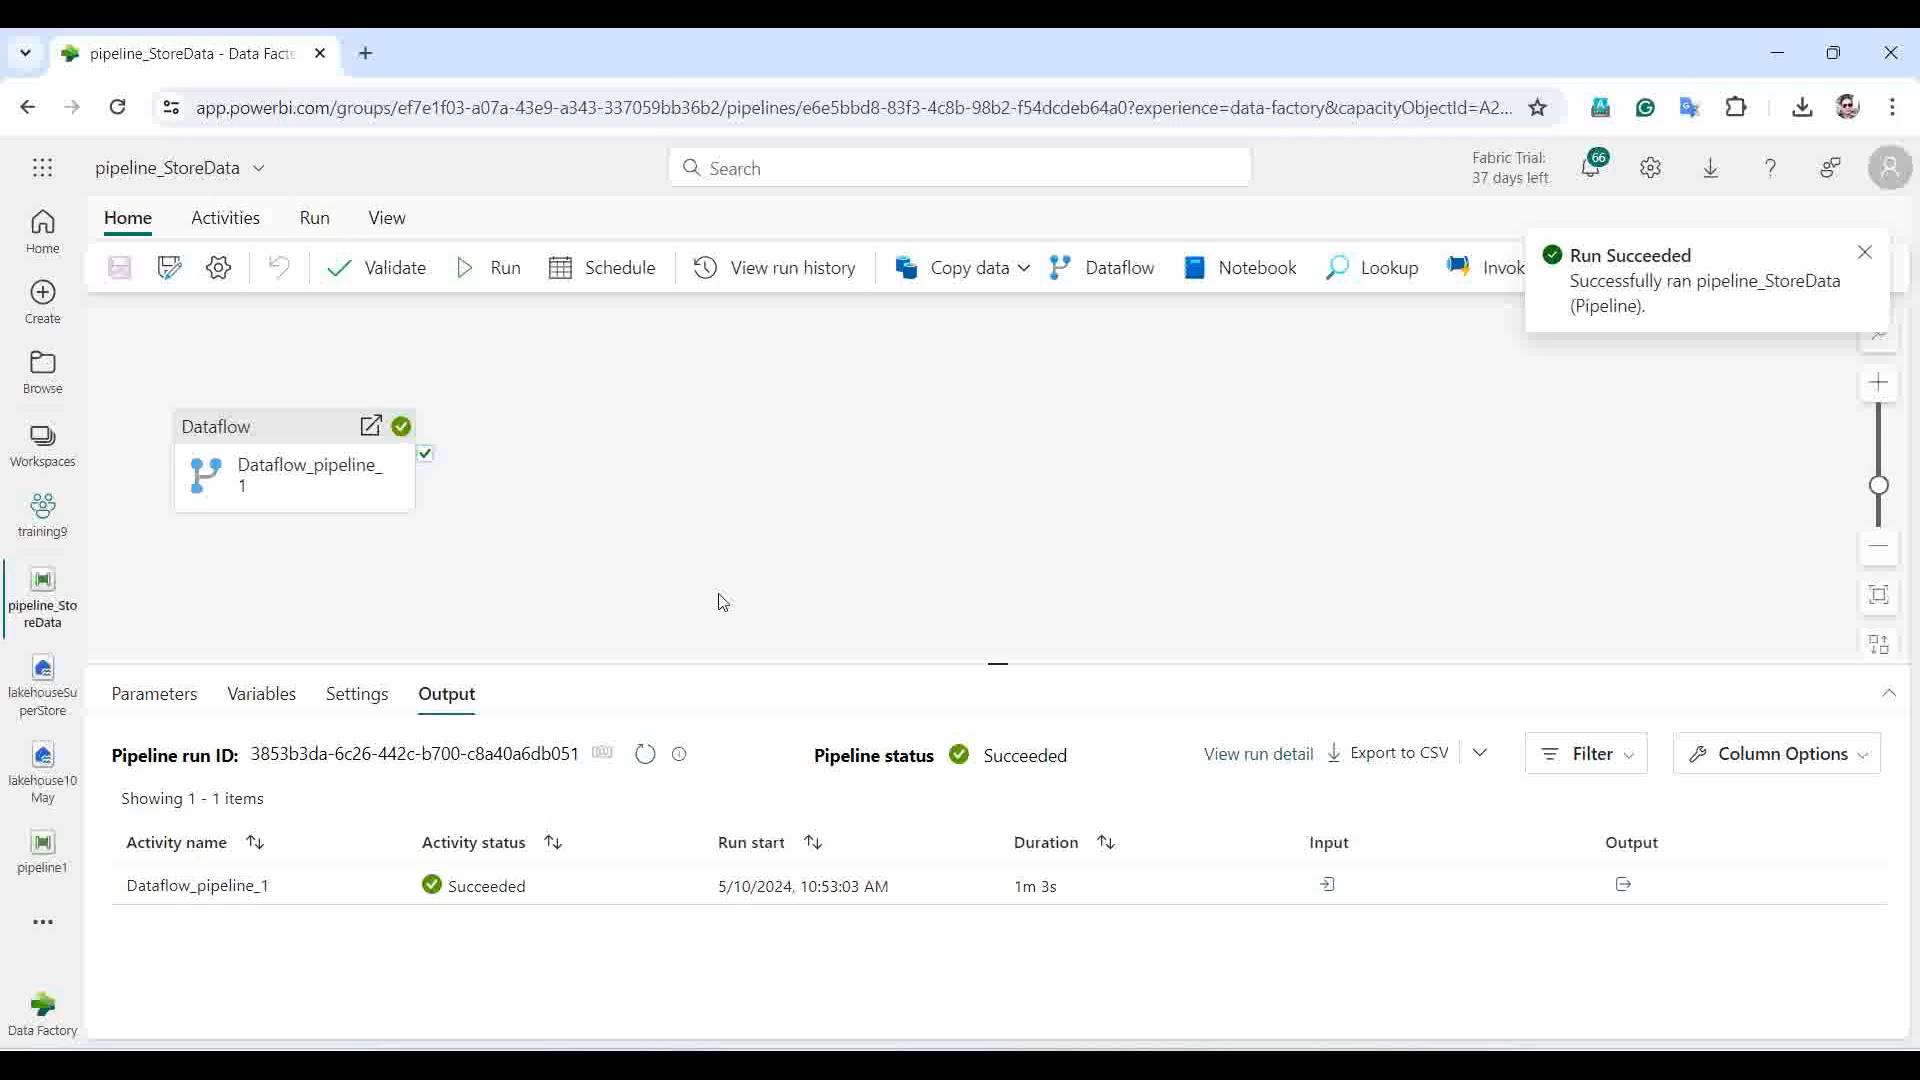 pipeline_StoreData - Data Facto
app.powerbi.com/groups/ef7e1f03-a07a-43e9-a343-337059bb36b2/pipelines/e6e5bbd8-83f3-4c8b-98b2-f54dcdeb64a0?experience=data-factory&capacityObjectId=A2...
pipeline_StoreData
Search
Fabric Trial:
37 days left
66
Home
Activities
Run
View
Validate
Run
Schedule
View run history
Copy data
Dataflow
Notebook
Lookup
Invok
Run Succeeded
Successfully ran pipeline_StoreData
(Pipeline).
Home
Create
Browse
Workspaces
training9
pipeline_Sto
reData
lakehouseSu
perStore
lakehouse10
May
pipeline1
Data Factory
Dataflow
Dataflow_pipeline_
1
Parameters
Variables
Settings
Output
Pipeline run ID: 3853b3da-6c26-442c-b700-c8a40a6db051
Pipeline status Succeeded
View run detail
Export to CSV
Filter
Column Options
Showing 1 - 1 items
Activity name
Activity status
Run start
Duration
Input
Output
Dataflow_pipeline_1
Succeeded
5/10/2024, 10:53:03 AM
1m 3s